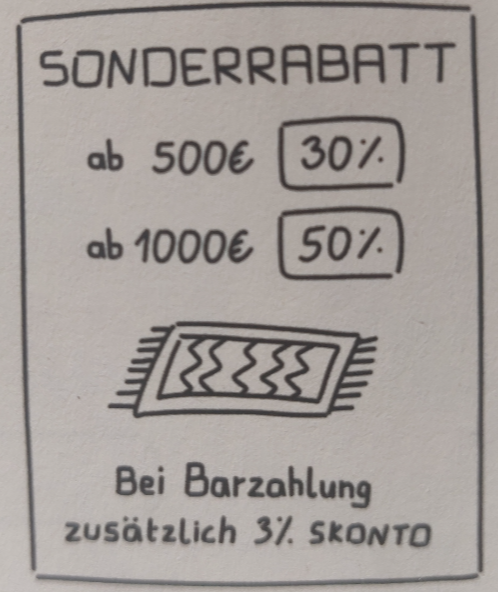 SONDERRABATT
ab 500€ 30%
ab 1000€ 50%
Bei Barzahlung
zusätzlich 3% SKONTO